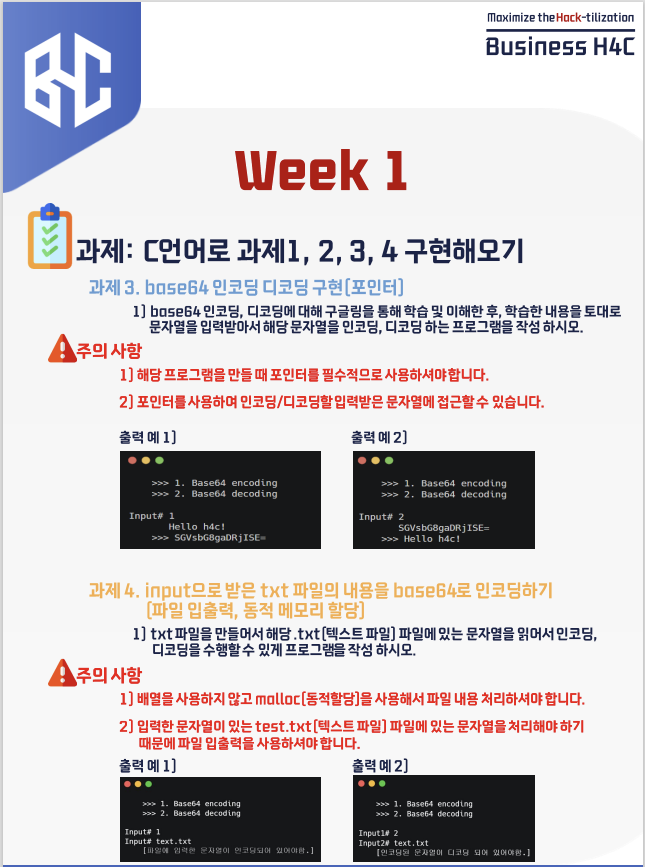 Maximize the Hack-tilization
Business H4C
BHC
Week 1
과제: C언어로 과제1, 2, 3, 4 구현해오기
과제 3. base64 인코딩 디코딩 구현(포인터)
1) base64 인코딩, 디코딩에 대해 구글링을 통해 학습 및 이해한 후, 학습한 내용을 토대로
문자열을 입력받아서 해당 문자열을 인코딩, 디코딩 하는 프로그램을 작성 하시오.
주의 사항
1) 해당 프로그램을 만들 때 포인터를 필수적으로 사용하셔야합니다.
2) 포인터를 사용하여 인코딩/디코딩할 입력받은 문자열에 접근할 수 있습니다.
출력 예 1)
>>> 1. Base64 encoding
>>> 2. Base64 decoding
Input# 1
Hello h4c!
>>> SGVsbG8gaDRjISE=
출력 예 2)
>>> 1. Base64 encoding
>>> 2. Base64 decoding
Input# 2
SGVsbG8gaDRjISE=
>>> Hello h4c!
과제 4. input으로 받은 txt 파일의 내용을 base64로 인코딩하기
(파일 입출력, 동적 메모리 할당)
1) txt 파일을 만들어서 해당 .txt(텍스트 파일) 파일에 있는 문자열을 읽어서 인코딩,
디코딩을 수행할 수 있게 프로그램을 작성 하시오.
주의 사항
1) 배열을 사용하지 않고 malloc(동적할당)을 사용해서 파일 내용 처리하셔야 합니다.
2) 입력한 문자열이 있는 test.txt(텍스트 파일) 파일에 있는 문자열을 처리해야 하기
때문에 파일 입출력을 사용하셔야 합니다.
출력 예 1)
>>> 1. Base64 encoding
>>> 2. Base64 decoding
Input# 1
Input# text.txt
[파일에 입력한 문자열이 인코딩되어 있어야함.]
출력 예 2)
>>> 1. Base64 encoding
>>> 2. Base64 decoding
Input1# 2
Input2# text.txt
[인코딩된 문자열이 디코딩 되어 있어야함.]